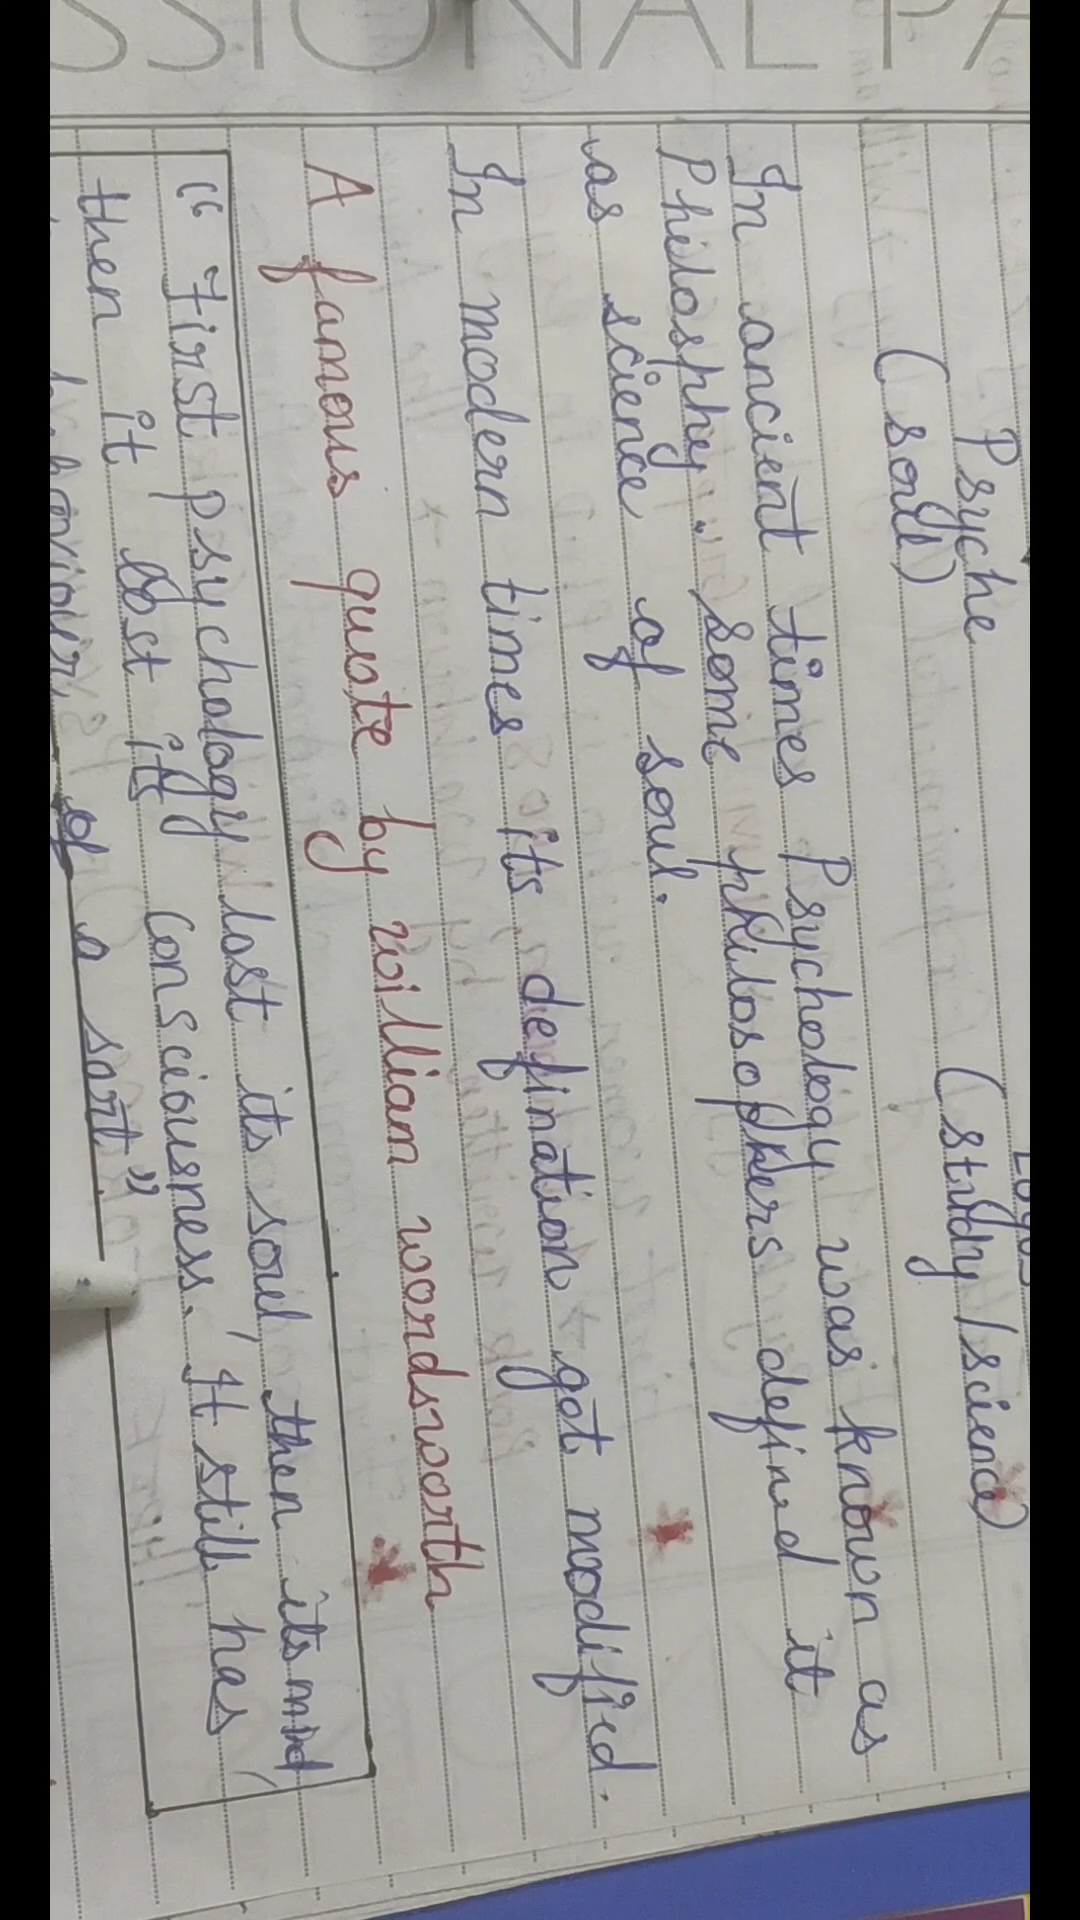 SSIONAL PA
Psyche Logos
(soul) (study/science)
In ancient times Psychology was known as
Philosphy, some philosophers defined it
as science of soul.
In modern times its defination got modified.
A famous quote by william wordsworth
"First psychology lost its soul, then its mind,
then it lost its consciousness. It still has
behaviour, of a sort"